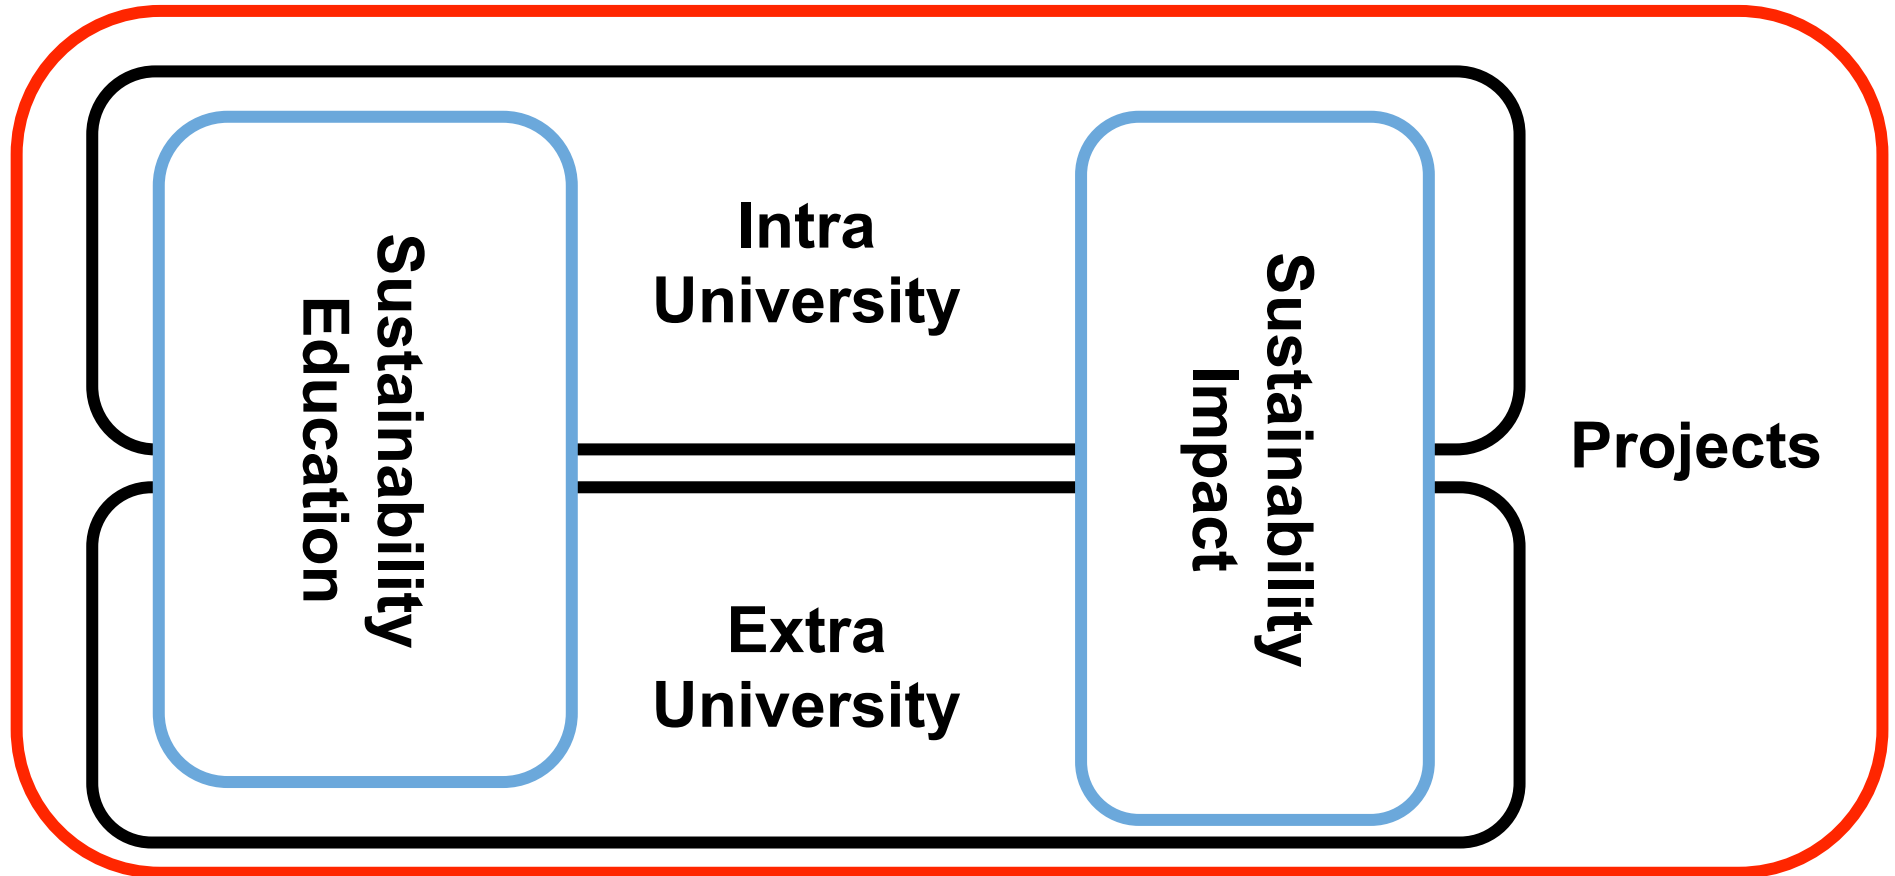 Sustainability
Education
Intra
University
Extra
University
Sustainability
Impact
Projects